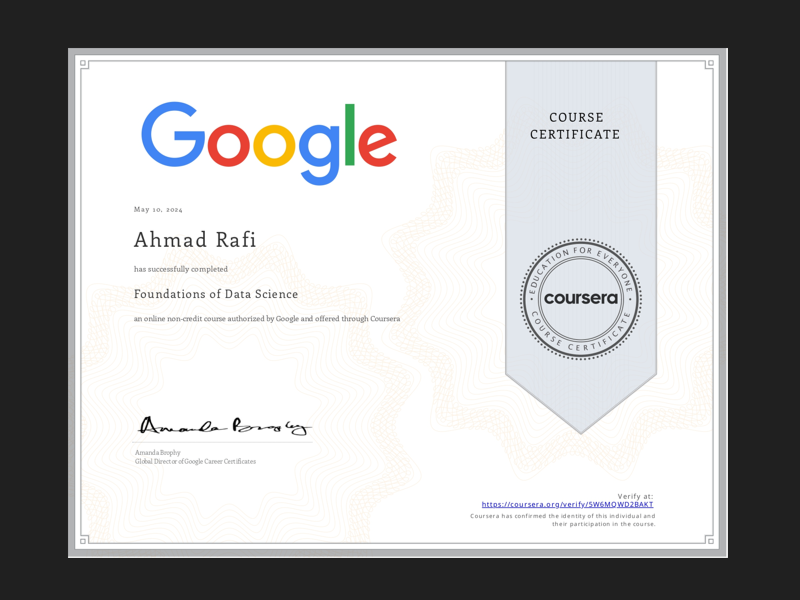 Google
May 10, 2024
Ahmad Rafi
has successfully completed
Foundations of Data Science
an online non-credit course authorized by Google and offered through Coursera
Amanda Brophy
Amanda Brophy
Global Director of Google Career Certificates
COURSE
CERTIFICATE
EDUCATION FOR EVERYONE
coursera
COURSE CERTIFICATE
Verify at:
https://coursera.org/verify/5W6MQWD2BAKT
Coursera has confirmed the identity of this individual and
their participation in the course.